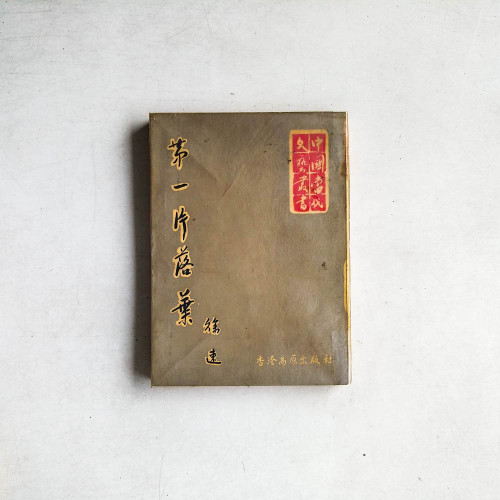 中國當代
文藝叢書
第一片落葉
徐速
香港高原出版社